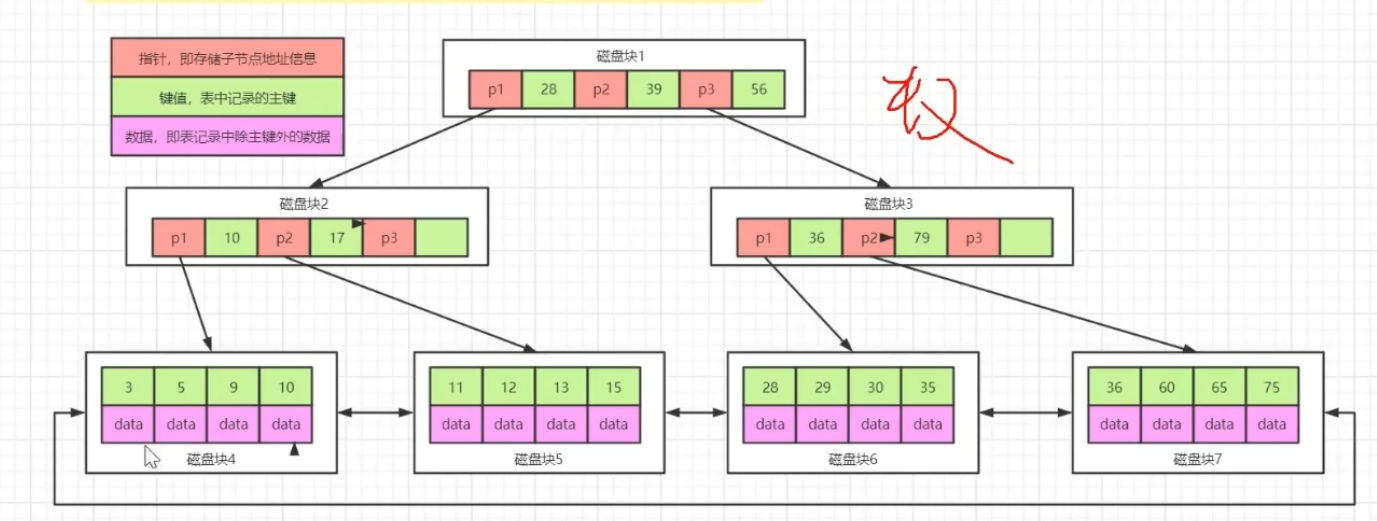 指针，即存储子节点地址信息
键值，表中记录的主键
数据，即表记录中除主键外的数据
磁盘块1
p1 28 p2 39 p3 56
磁盘块2
p1 10 p2 17 p3
磁盘块3
p1 36 p2 79 p3
3 5 9 10
data data data data
磁盘块4
11 12 13 15
data data data data
磁盘块5
28 29 30 35
data data data data
磁盘块6
36 60 65 75
data data data data
磁盘块7